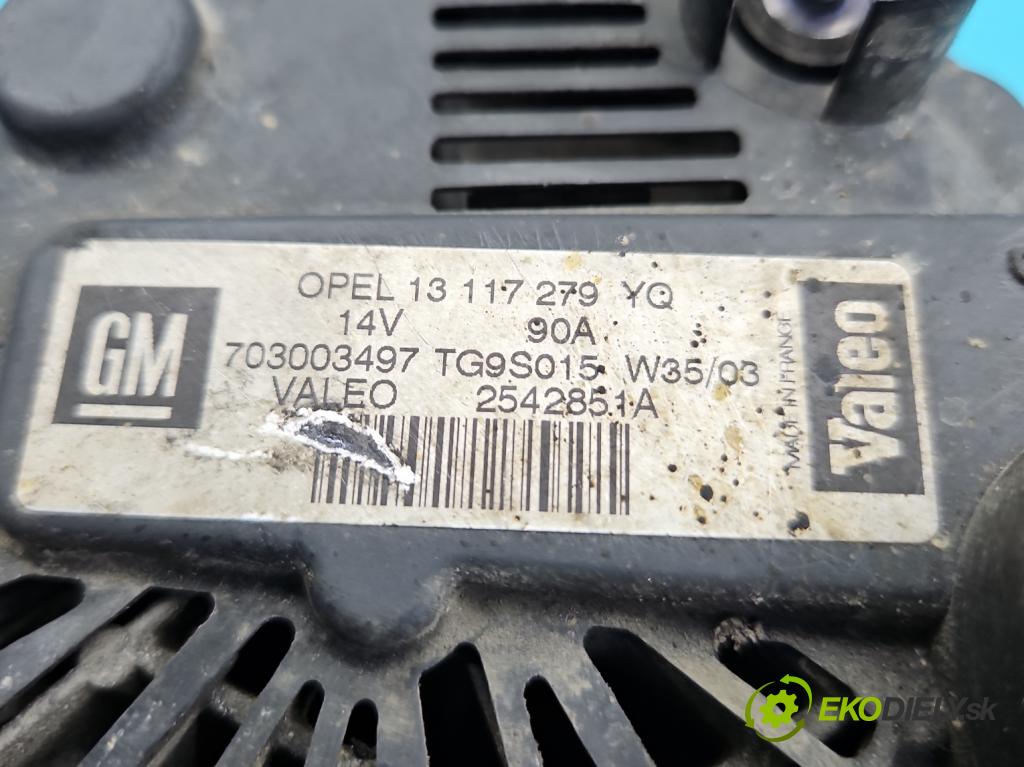 OPEL 13 117 279 YQ
14V 90A
703003497 TG9S015 W35/03
VALEO 2542851A
GM
MADE IN FRANCE
Valeo
EKODIELY.sk